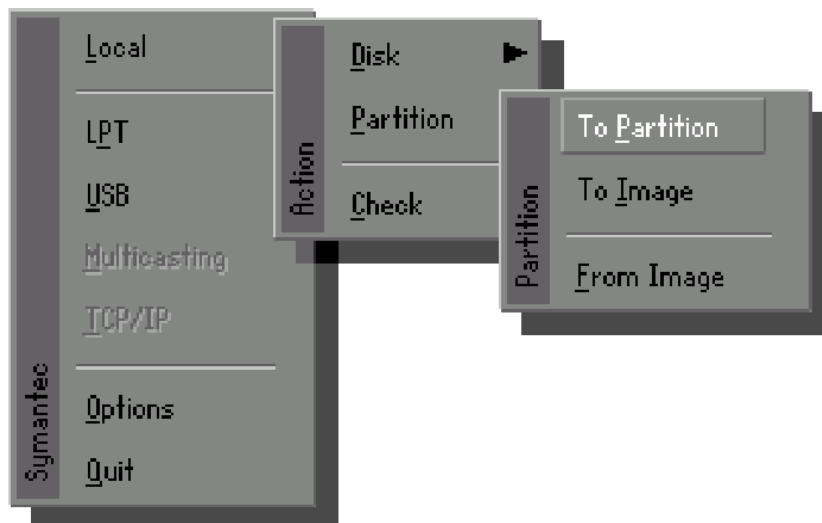 Symantec
Local
LPT
USB
Multicasting
TCP/IP
Options
Quit
Action
Disk
Partition
Check
Partition
To Partition
To Image
From Image